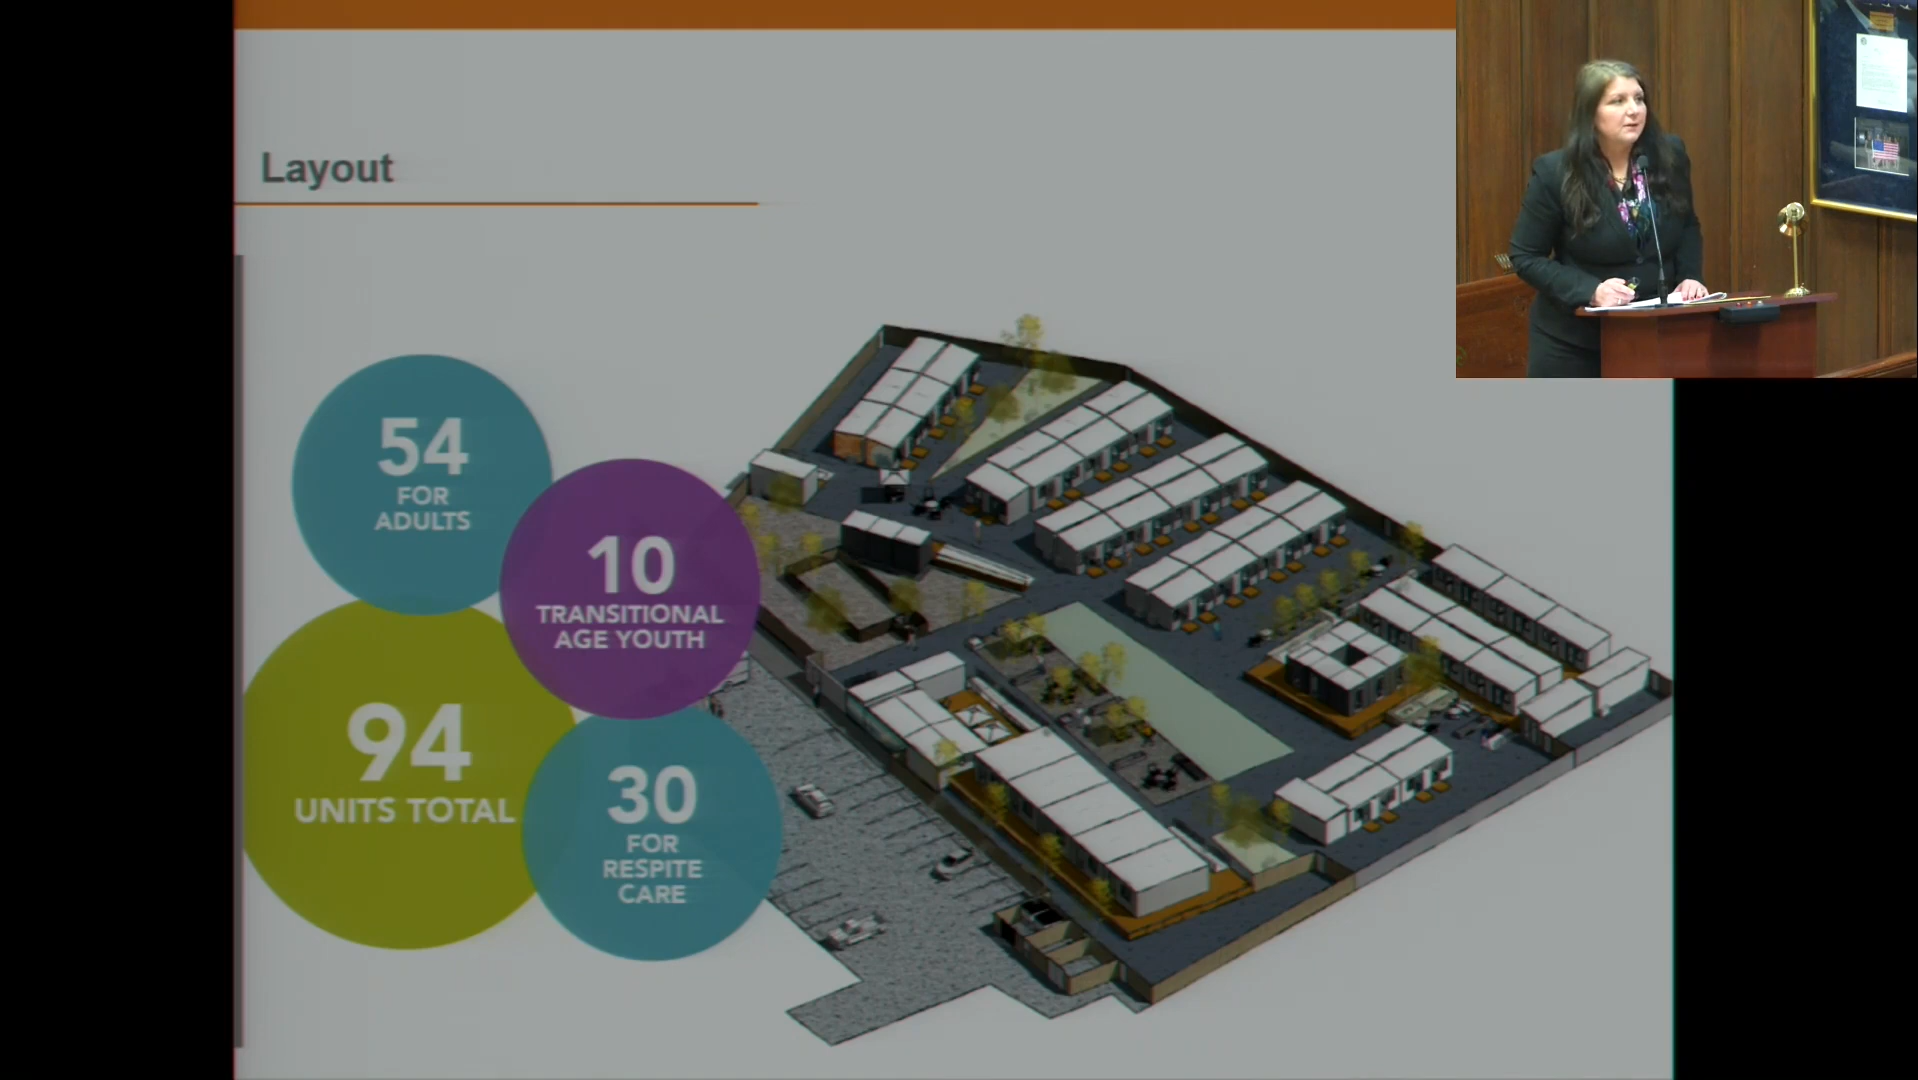 Layout
54
FOR
ADULTS
10
TRANSITIONAL
AGE YOUTH
94
UNITS TOTAL
30
FOR
RESPITE
CARE